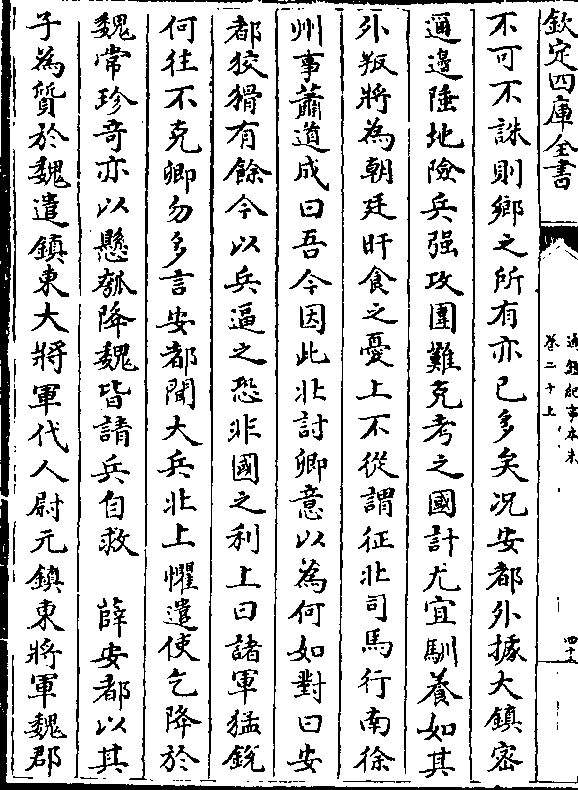 欽定四庫全書
通鑑紀事本末
卷二十上
不可不誅則鄉之所有亦已多矣况安都外據大鎮密
邇邊陲地險兵强攻圍難克考之國計尤宜馴養如其
外叛將為朝廷旰食之憂上不從謂征北司馬行南徐
州事蕭道成曰吾今因此北討卿意以為何如對曰安
都狡猾有餘今以兵逼之恐非國之利上曰諸軍猛銳
何往不克卿勿多言安都聞大兵北上懼遣使乞降於
魏常珍奇亦以懸瓠降魏皆請兵自救　薛安都以其
子為質於魏遣鎮東大將軍代人尉元鎮東將軍魏郡